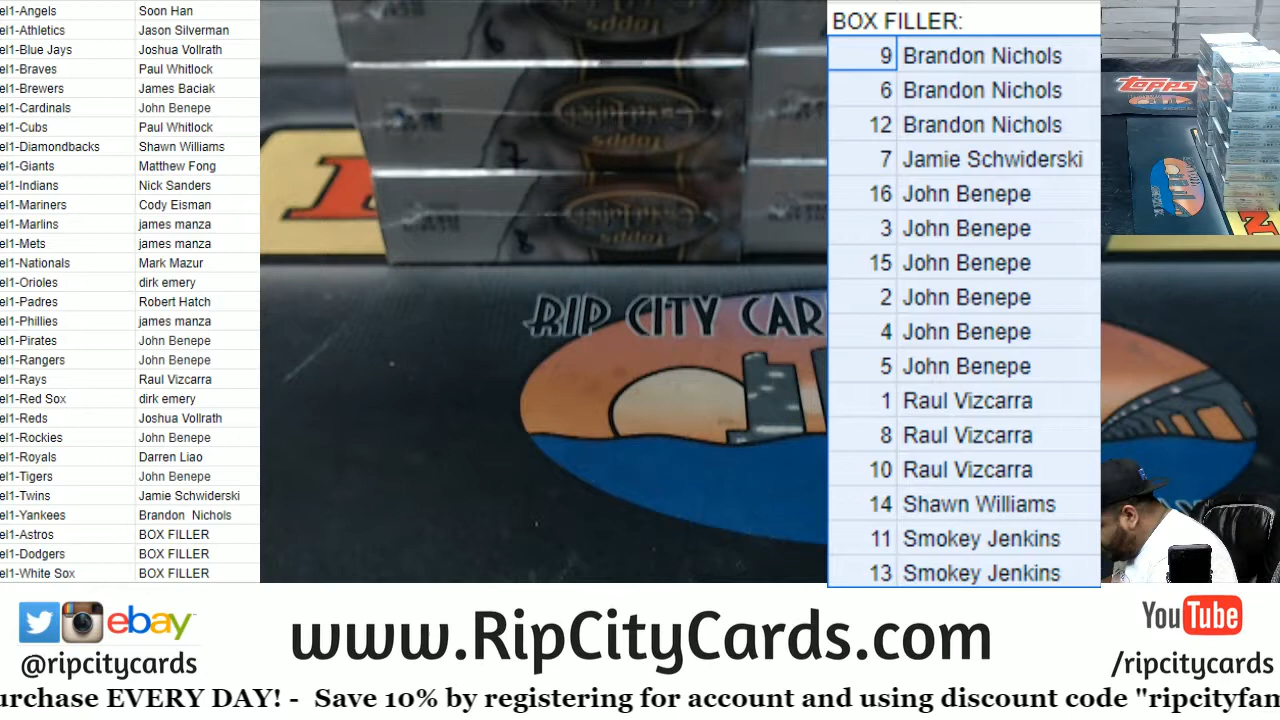 el1-Angels Soon Han
el1-Athletics Jason Silverman
el1-Blue Jays Joshua Vollrath
el1-Braves Paul Whitlock
el1-Brewers James Baciak
el1-Cardinals John Benepe
el1-Cubs Paul Whitlock
el1-Diamondbacks Shawn Williams
el1-Giants Matthew Fong
el1-Indians Nick Sanders
el1-Mariners Cody Eisman
el1-Marlins james manza
el1-Mets james manza
el1-Nationals Mark Mazur
el1-Orioles dirk emery
el1-Padres Robert Hatch
el1-Phillies james manza
el1-Pirates John Benepe
el1-Rangers John Benepe
el1-Rays Raul Vizcarra
el1-Red Sox dirk emery
el1-Reds Joshua Vollrath
el1-Rockies John Benepe
el1-Royals Darren Liao
el1-Tigers John Benepe
el1-Twins Jamie Schwiderski
el1-Yankees Brandon Nichols
el1-Astros BOX FILLER
el1-Dodgers BOX FILLER
el1-White Sox BOX FILLER
topps
topps
RIP CITY CAR
BOX FILLER:
9 Brandon Nichols
6 Brandon Nichols
12 Brandon Nichols
7 Jamie Schwiderski
16 John Benepe
3 John Benepe
15 John Benepe
2 John Benepe
4 John Benepe
5 John Benepe
1 Raul Vizcarra
8 Raul Vizcarra
10 Raul Vizcarra
14 Shawn Williams
11 Smokey Jenkins
13 Smokey Jenkins
topps
ebay
@ripcitycards
www.RipCityCards.com
YouTube
/ripcitycards
urchase EVERY DAY! - Save 10% by registering for account and using discount code "ripcityfan